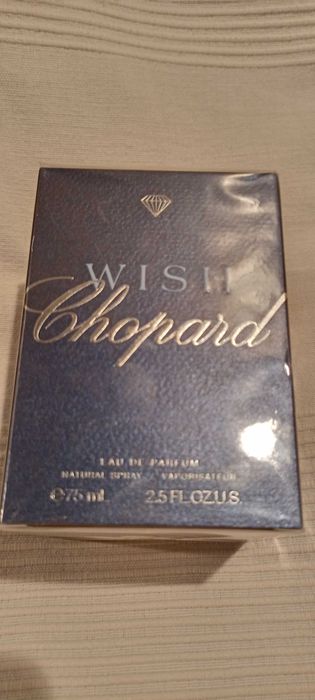 WISH
Chopard
EAU DE PARFUM
NATURAL SPRAY / VAPORISATEUR
℮75 ml 2.5 FL.OZ.U.S.